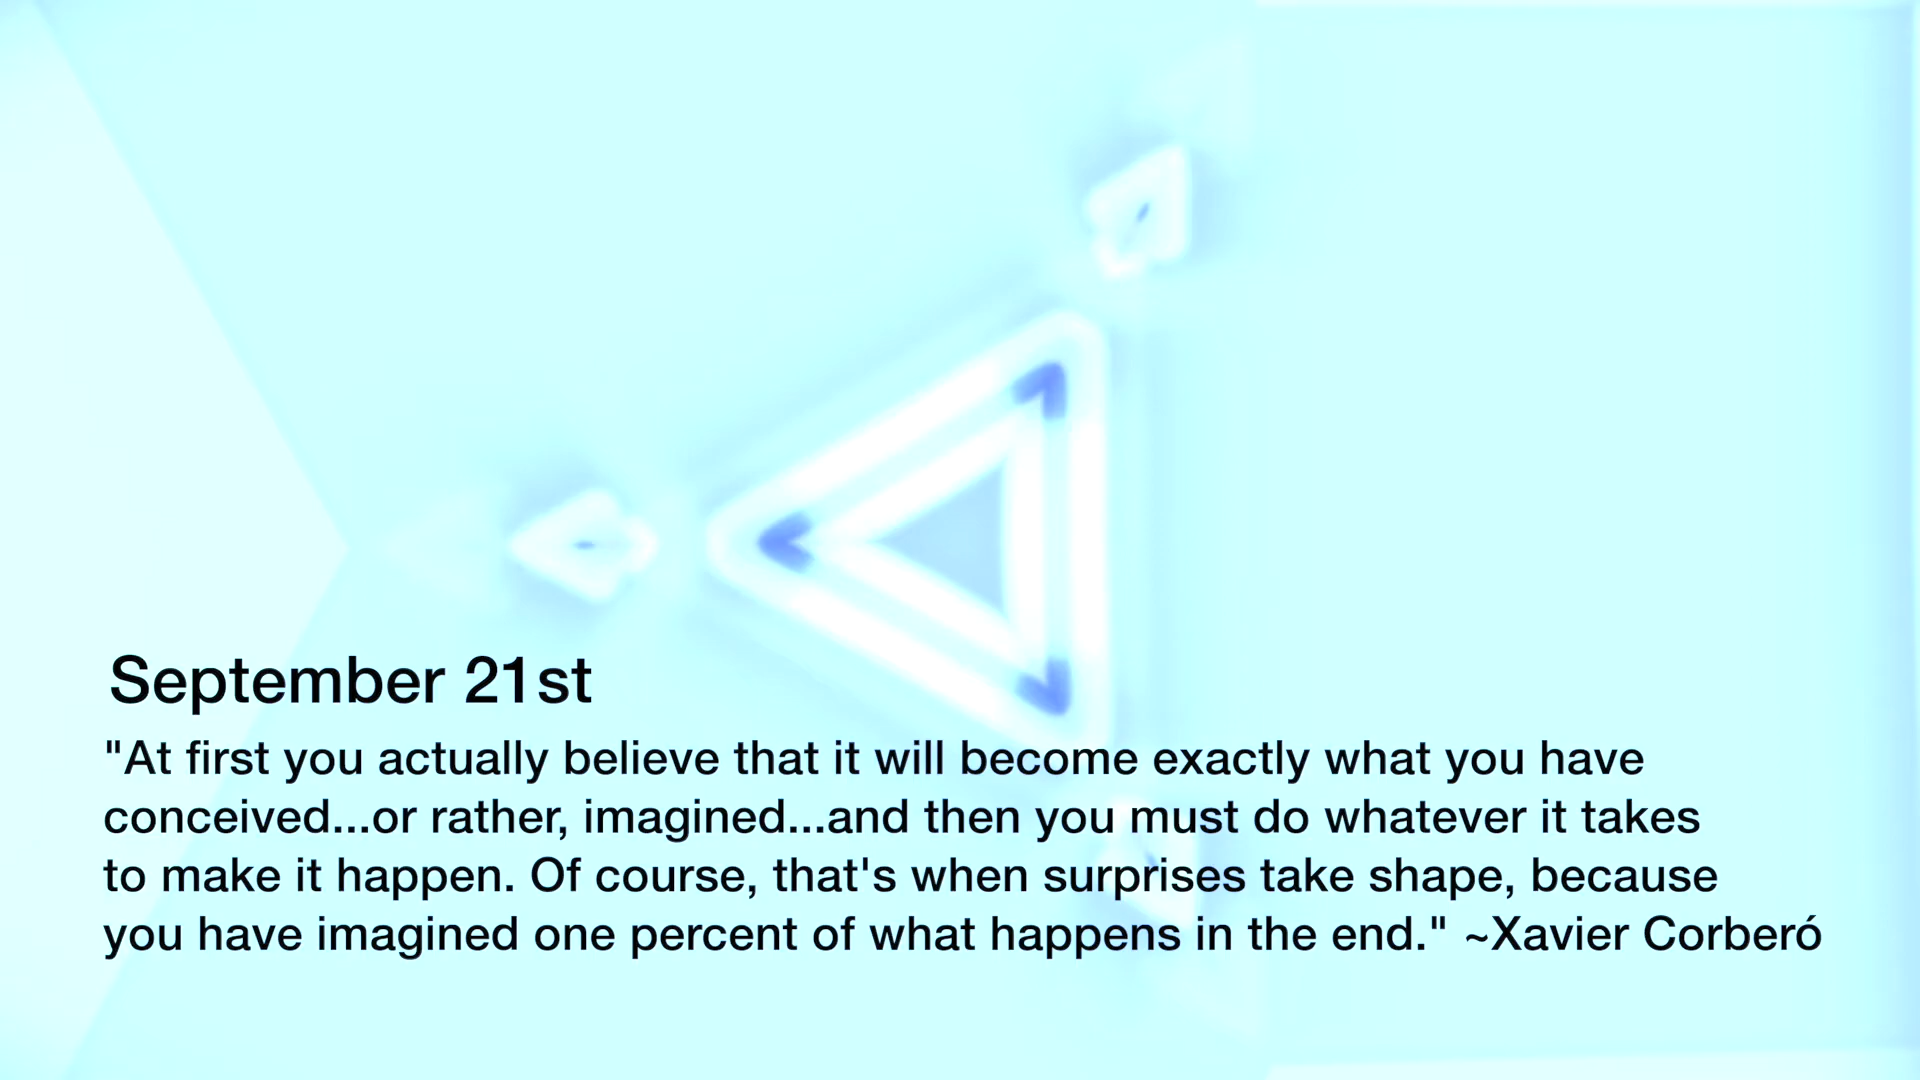 September 21st
"At first you actually believe that it will become exactly what you have
conceived...or rather, imagined...and then you must do whatever it takes
to make it happen. Of course, that's when surprises take shape, because
you have imagined one percent of what happens in the end." ~Xavier Corberó